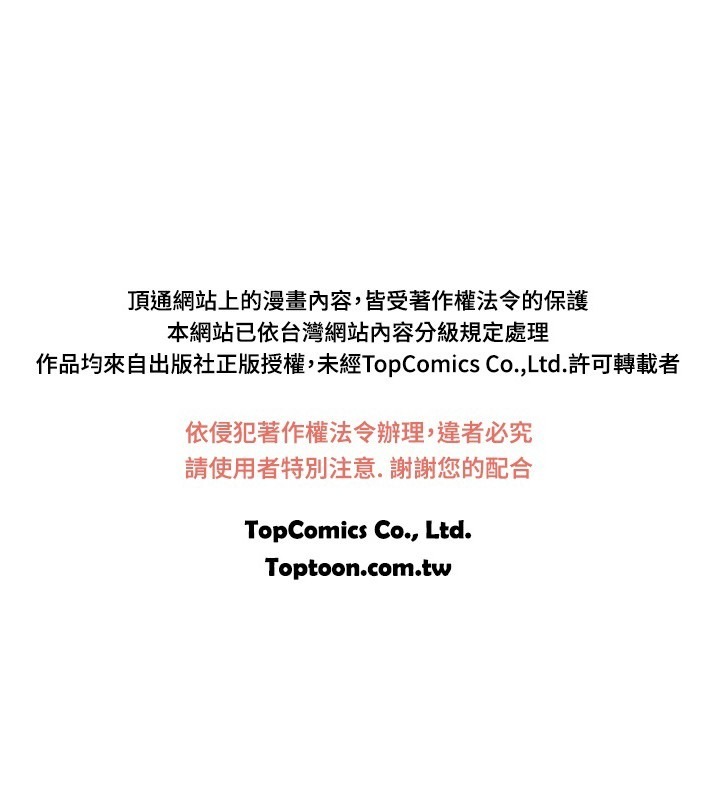 頂通網站上的漫畫內容，皆受著作權法令的保護
本網站已依台灣網站內容分級規定處理
作品均來自出版社正版授權，未經TopComics Co.,Ltd.許可轉載者
依侵犯著作權法令辦理，違者必究
請使用者特別注意. 謝謝您的配合
TopComics Co., Ltd.
Toptoon.com.tw